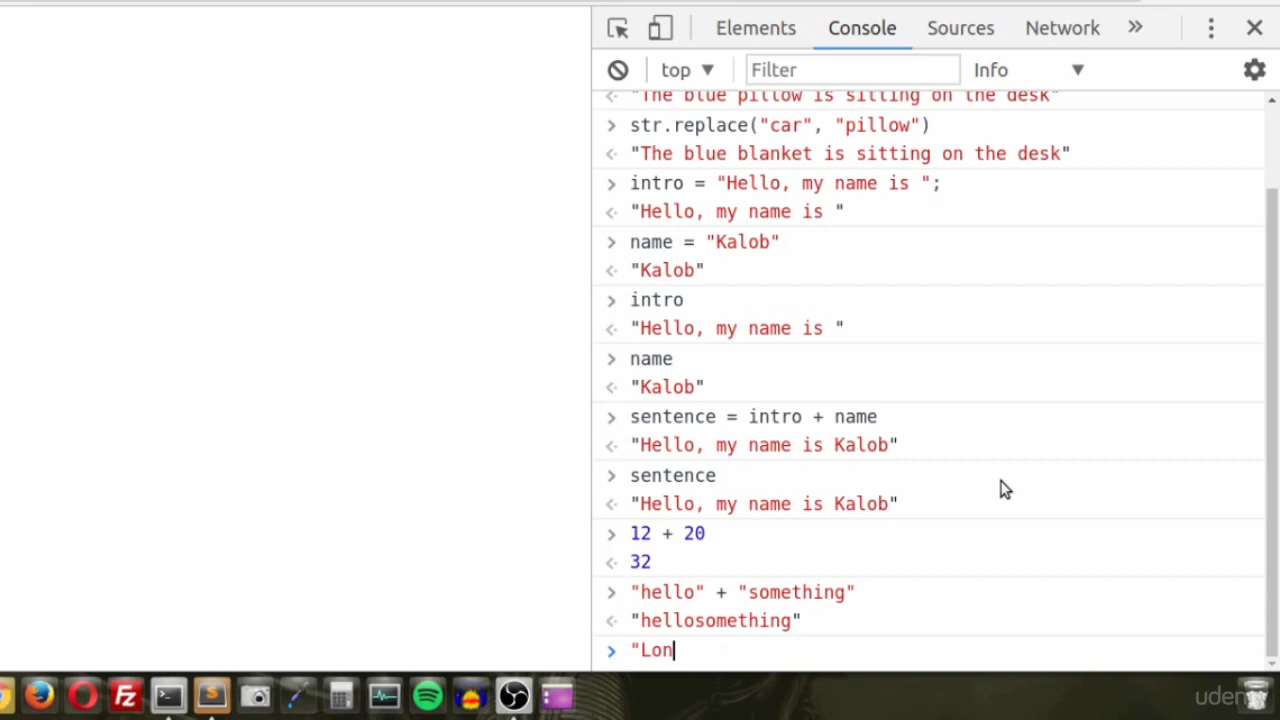 Elements Console Sources Network »
top ▼ Filter Info ▼
"The blue pillow is sitting on the desk"
> str.replace("car", "pillow")
"The blue blanket is sitting on the desk"
> intro = "Hello, my name is ";
"Hello, my name is "
> name = "Kalob"
"Kalob"
> intro
"Hello, my name is "
> name
"Kalob"
> sentence = intro + name
"Hello, my name is Kalob"
> sentence
"Hello, my name is Kalob"
> 12 + 20
32
> "hello" + "something"
"hellosomething"
> "Lon
Fz
S
udemy